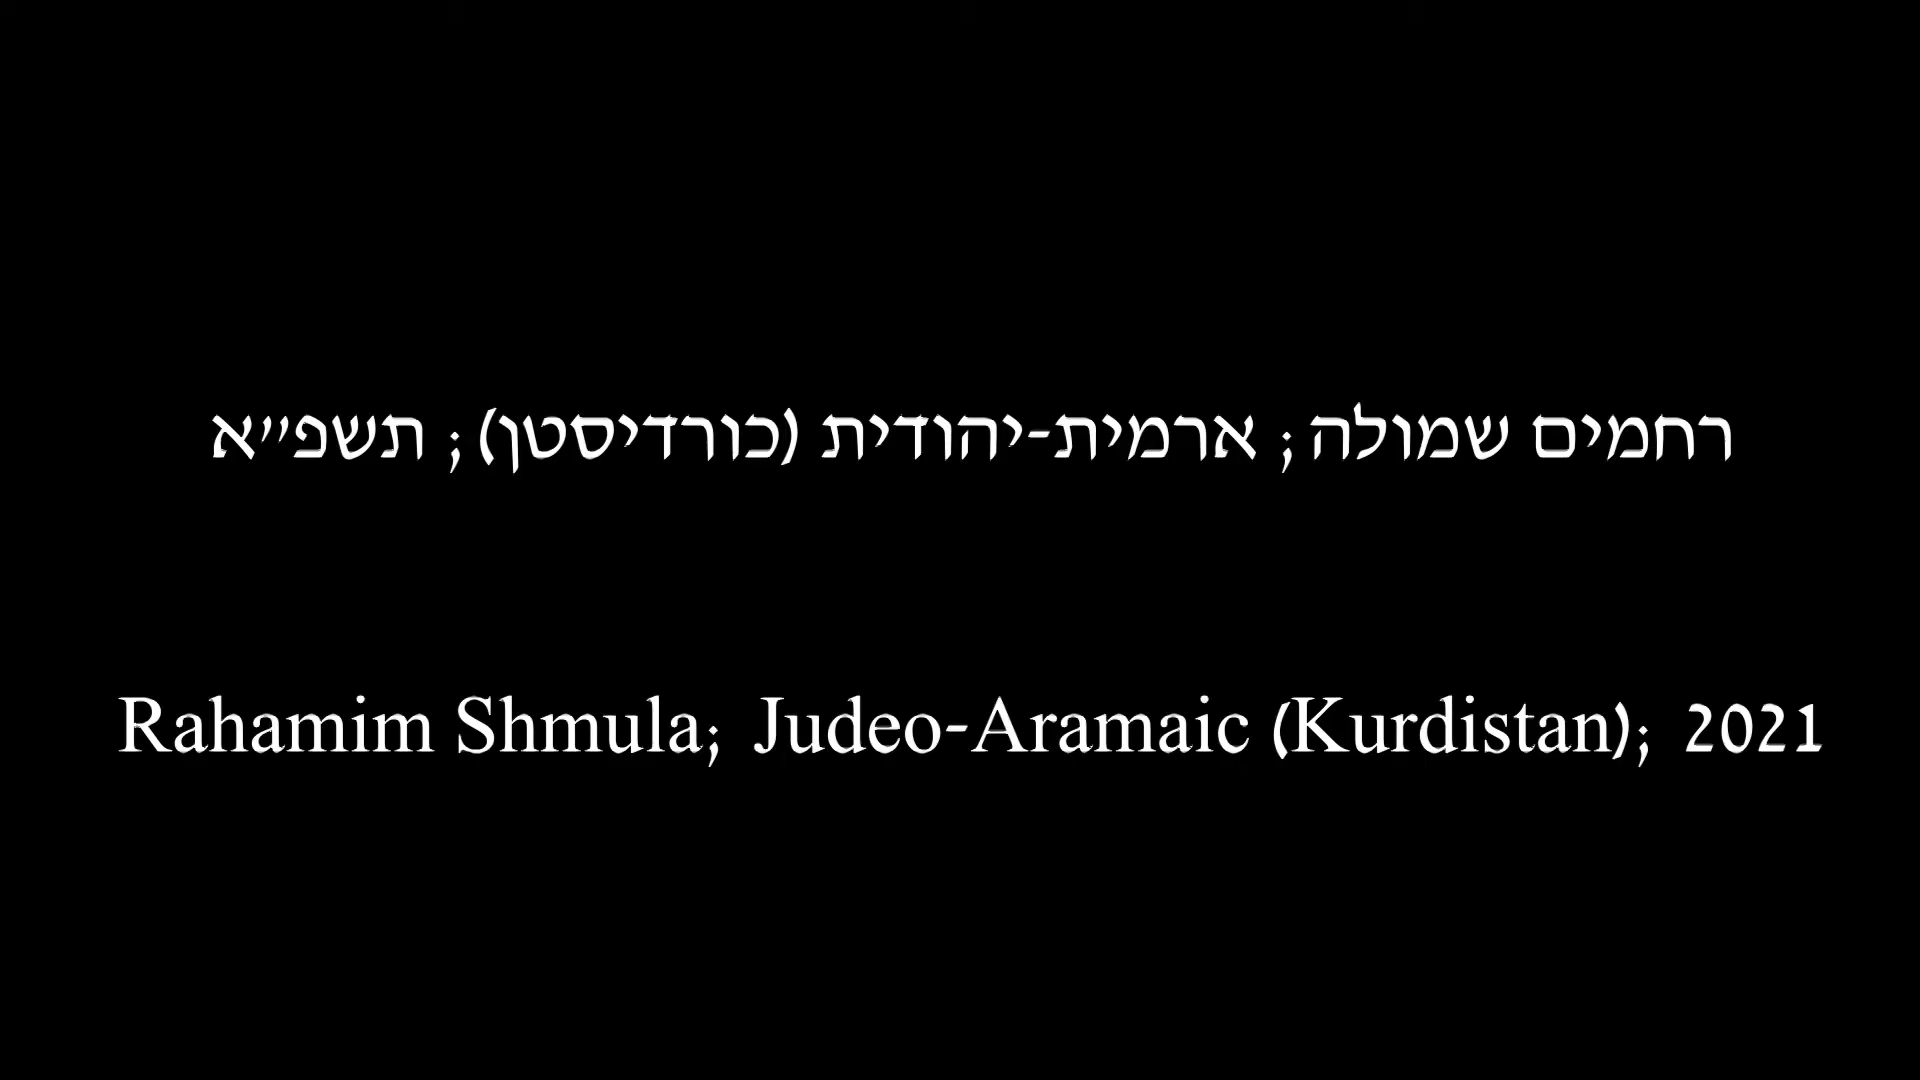 רחמים שמולה; ארמית-יהודית (כורדיסטן); תשפ״א
Rahamim Shmula; Judeo-Aramaic (Kurdistan); 2021